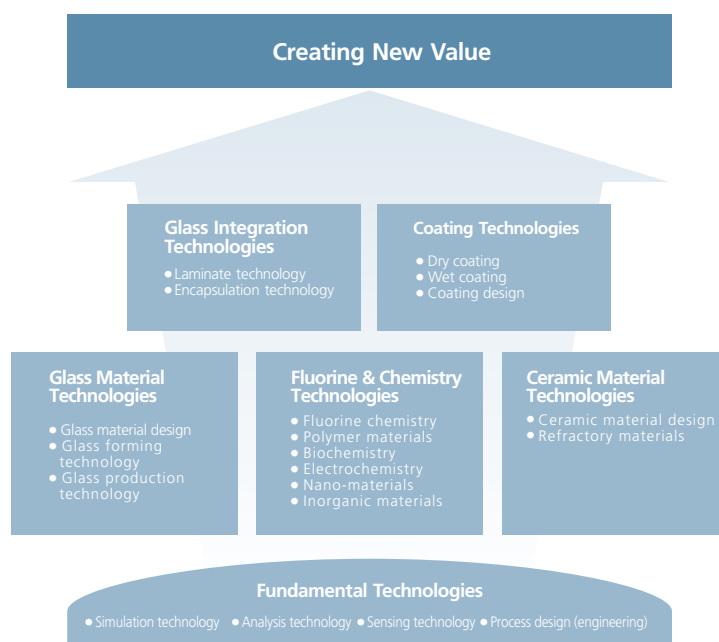 Creating New Value
Glass Integration
Technologies
● Laminate technology
● Encapsulation technology
Coating Technologies
● Dry coating
● Wet coating
● Coating design
Glass Material
Technologies
● Glass material design
● Glass forming
technology
● Glass production
technology
Fluorine & Chemistry
Technologies
● Fluorine chemistry
● Polymer materials
● Biochemistry
● Electrochemistry
● Nano-materials
● Inorganic materials
Ceramic Material
Technologies
● Ceramic material design
● Refractory materials
Fundamental Technologies
● Simulation technology ● Analysis technology ● Sensing technology ● Process design (engineering)